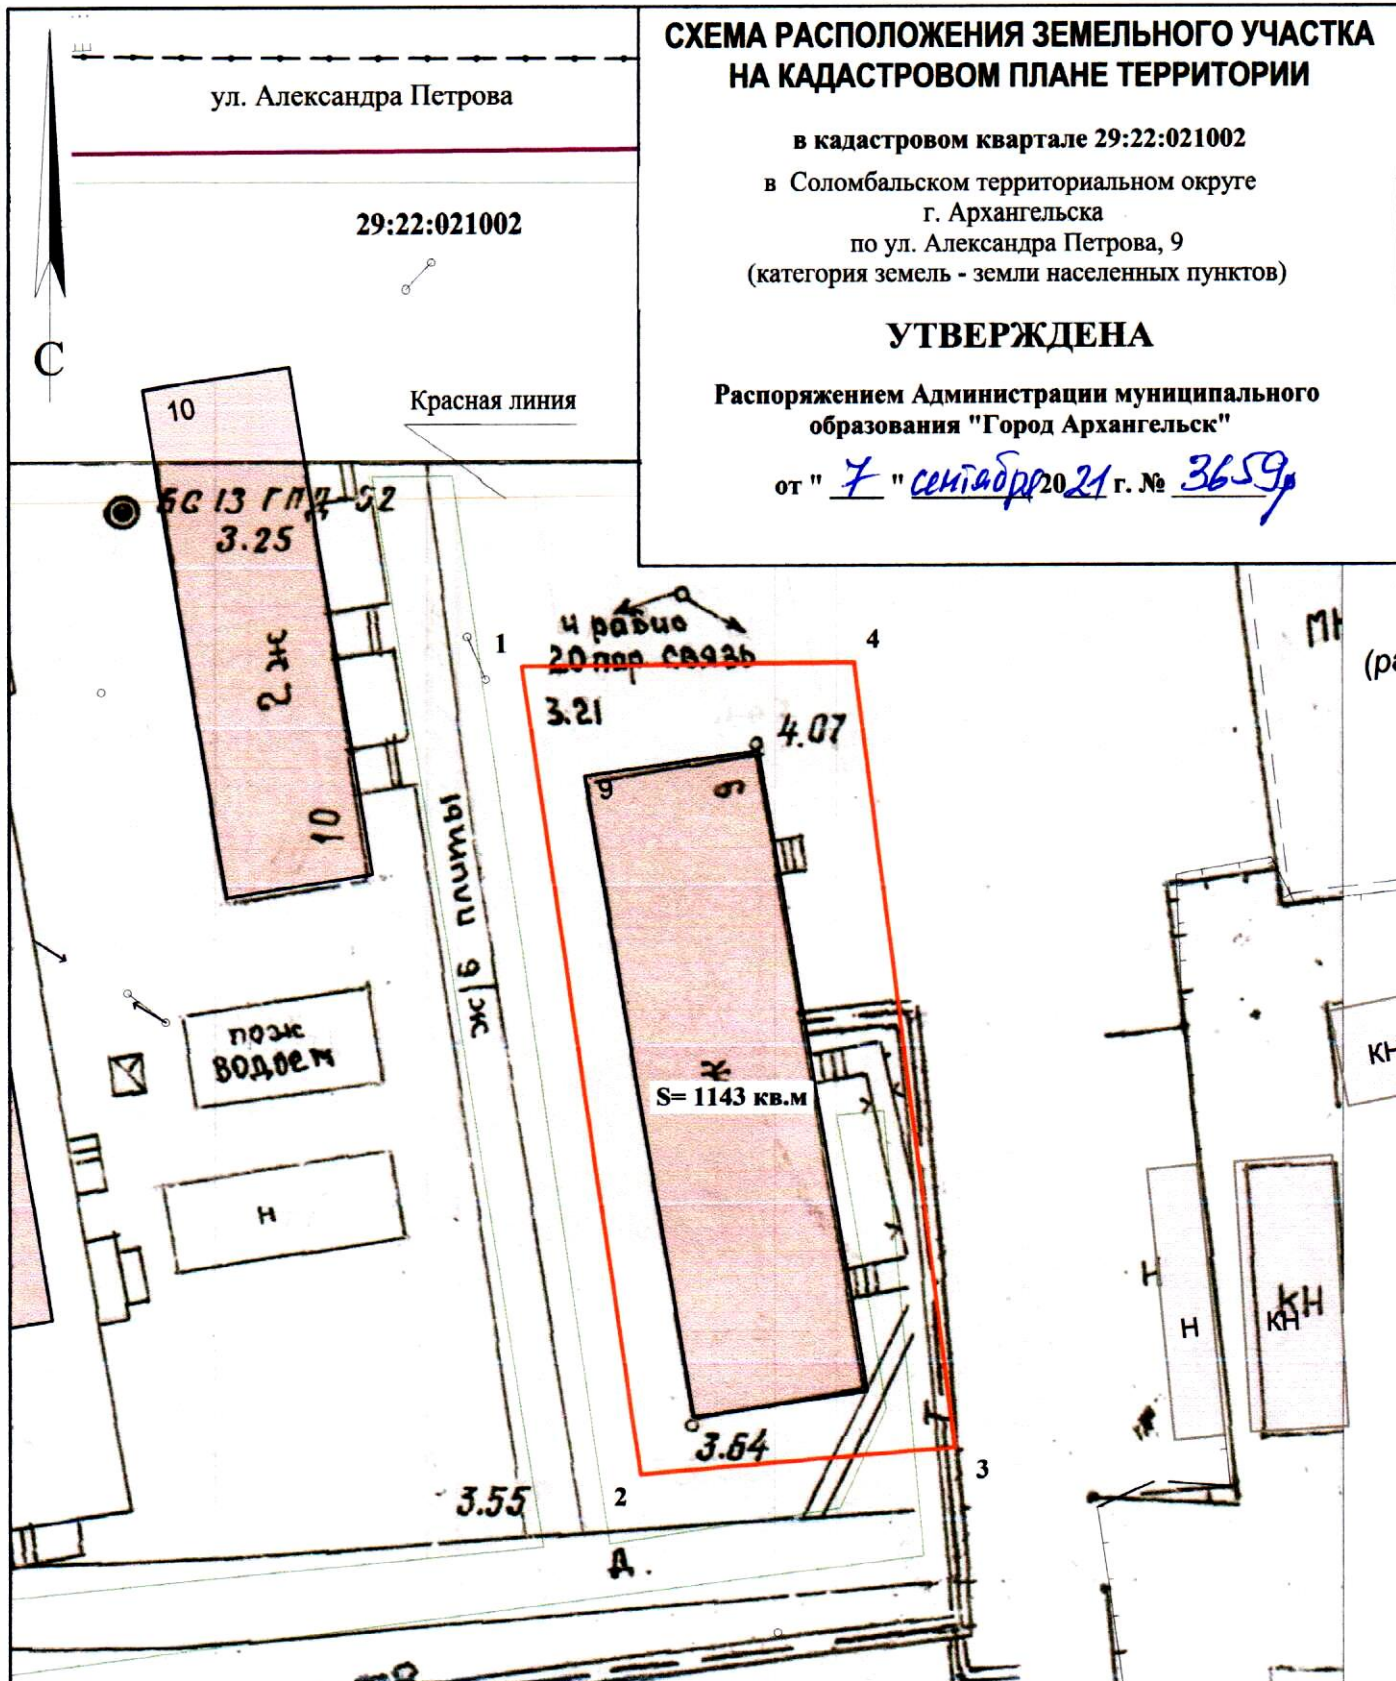 СХЕМА РАСПОЛОЖЕНИЯ ЗЕМЕЛЬНОГО УЧАСТКА
НА КАДАСТРОВОМ ПЛАНЕ ТЕРРИТОРИИ
в кадастровом квартале 29:22:021002
в Соломбальском территориальном округе
г. Архангельска
по ул. Александра Петрова, 9
(категория земель - земли населенных пунктов)
УТВЕРЖДЕНА
Распоряжением Администрации муниципального
образования "Город Архангельск"
от " 7 " сентября 2021 г. № 3659р
ул. Александра Петрова
29:22:021002
С
Красная линия
10
3.25
2 ж
10
1
4 радио
20 пар. связь
4
3.21
4.07
9
9
ж/б плиты
пож
водоем
Н
ж
S= 1143 кв.м
3.64
3
2
3.55
Д.
Т
Н
Н
КН
КН
КН
(ра